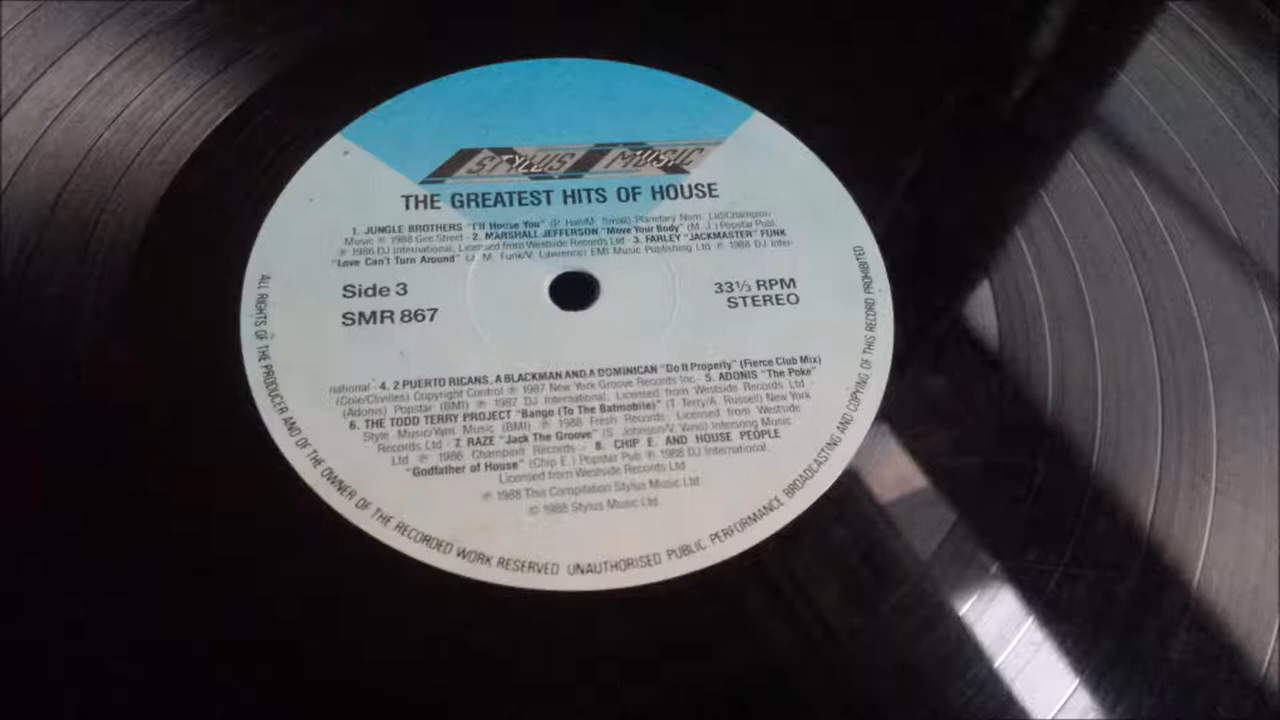 STYLUS MUSIC
THE GREATEST HITS OF HOUSE
1. JUNGLE BROTHERS "I'll House You" (P. Hall/M. Small) Planetary Nom. Ltd/Champion
Music ℗ 1988 Gee Street · 2. MARSHALL JEFFERSON "Move Your Body" (M. J.) Popstar Publ.
℗ 1986 DJ International, Licensed from Westside Records Ltd · 3. FARLEY "JACKMASTER" FUNK
"Love Can't Turn Around" (J. M. Funk/V. Lawrence) EMI Music Publishing Ltd ℗ 1986 DJ Inter-
Side 3
33⅓ RPM
SMR 867
STEREO
national · 4. 2 PUERTO RICANS, A BLACKMAN AND A DOMINICAN "Do It Properly" (Fierce Club Mix)
(Cole/Clivilles) Copyright Control ℗ 1987 New York Groove Records Inc. · 5. ADONIS "The Poke"
(Adonis) Popstar (BMI) ℗ 1987 DJ International, Licensed from Westside Records Ltd
6. THE TODD TERRY PROJECT "Bango (To The Batmobile)" (T. Terry/A. Russell) New York
Style Music/Yam Music (BMI) ℗ 1988 Fresh Records. Licensed from Westside
Records Ltd · 7. RAZE "Jack The Groove" (S. Johnson/V. Mano) Intersong Music
Ltd ℗ 1986 Champion Records · 8. CHIP E. AND HOUSE PEOPLE
"Godfather of House" (Chip E.) Popstar Pub ℗ 1988 DJ International.
Licensed from Westside Records Ltd
℗ 1988 This Compilation Stylus Music Ltd.
© 1988 Stylus Music Ltd.
ALL RIGHTS OF THE PRODUCER AND OF THE OWNER OF THE RECORDED WORK RESERVED UNAUTHORISED PUBLIC PERFORMANCE BROADCASTING AND COPYING OF THIS RECORD PROHIBITED